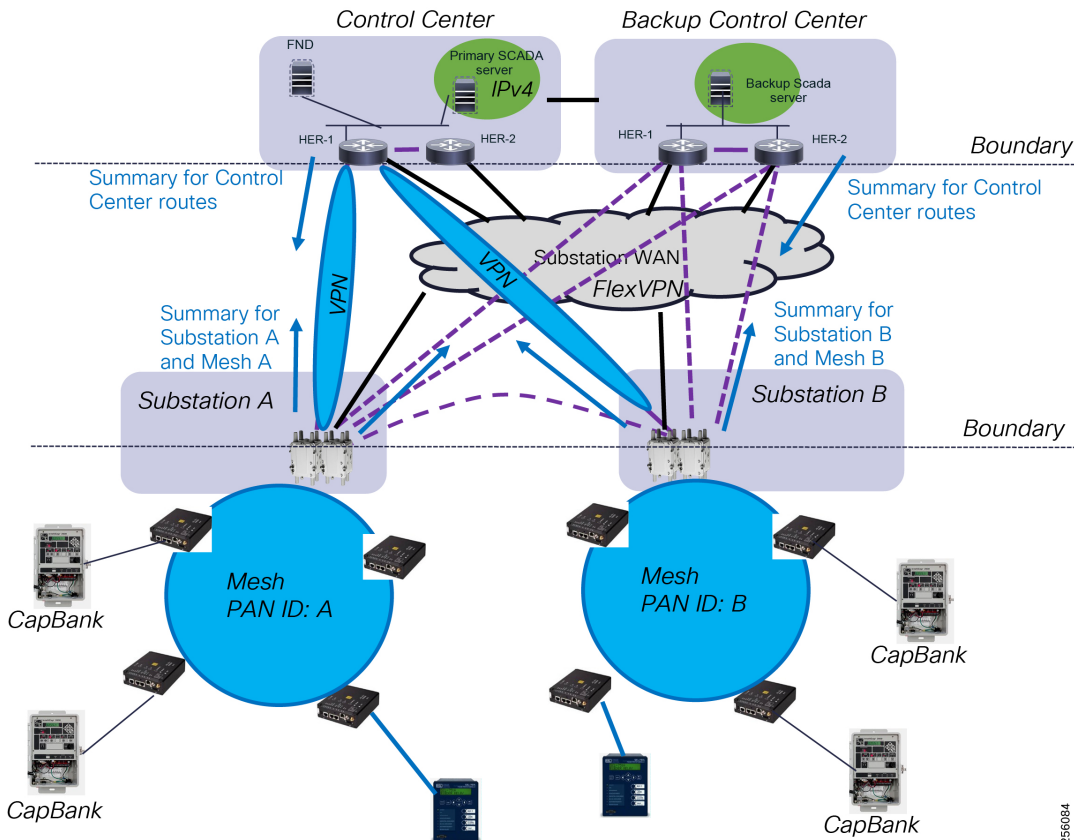 Control Center
Backup Control Center
FND
Primary SCADA
server
IPv4
Backup Scada
server
HER-1
HER-2
HER-1
HER-2
Boundary
Summary for Control
Center routes
Summary for Control
Center routes
Substation WAN
FlexVPN
VPN
VPN
Summary for
Substation A
and Mesh A
Summary for
Substation B
and Mesh B
Substation A
Substation B
Boundary
Mesh
PAN ID: A
Mesh
PAN ID: B
CapBank
CapBank
CapBank
CapBank